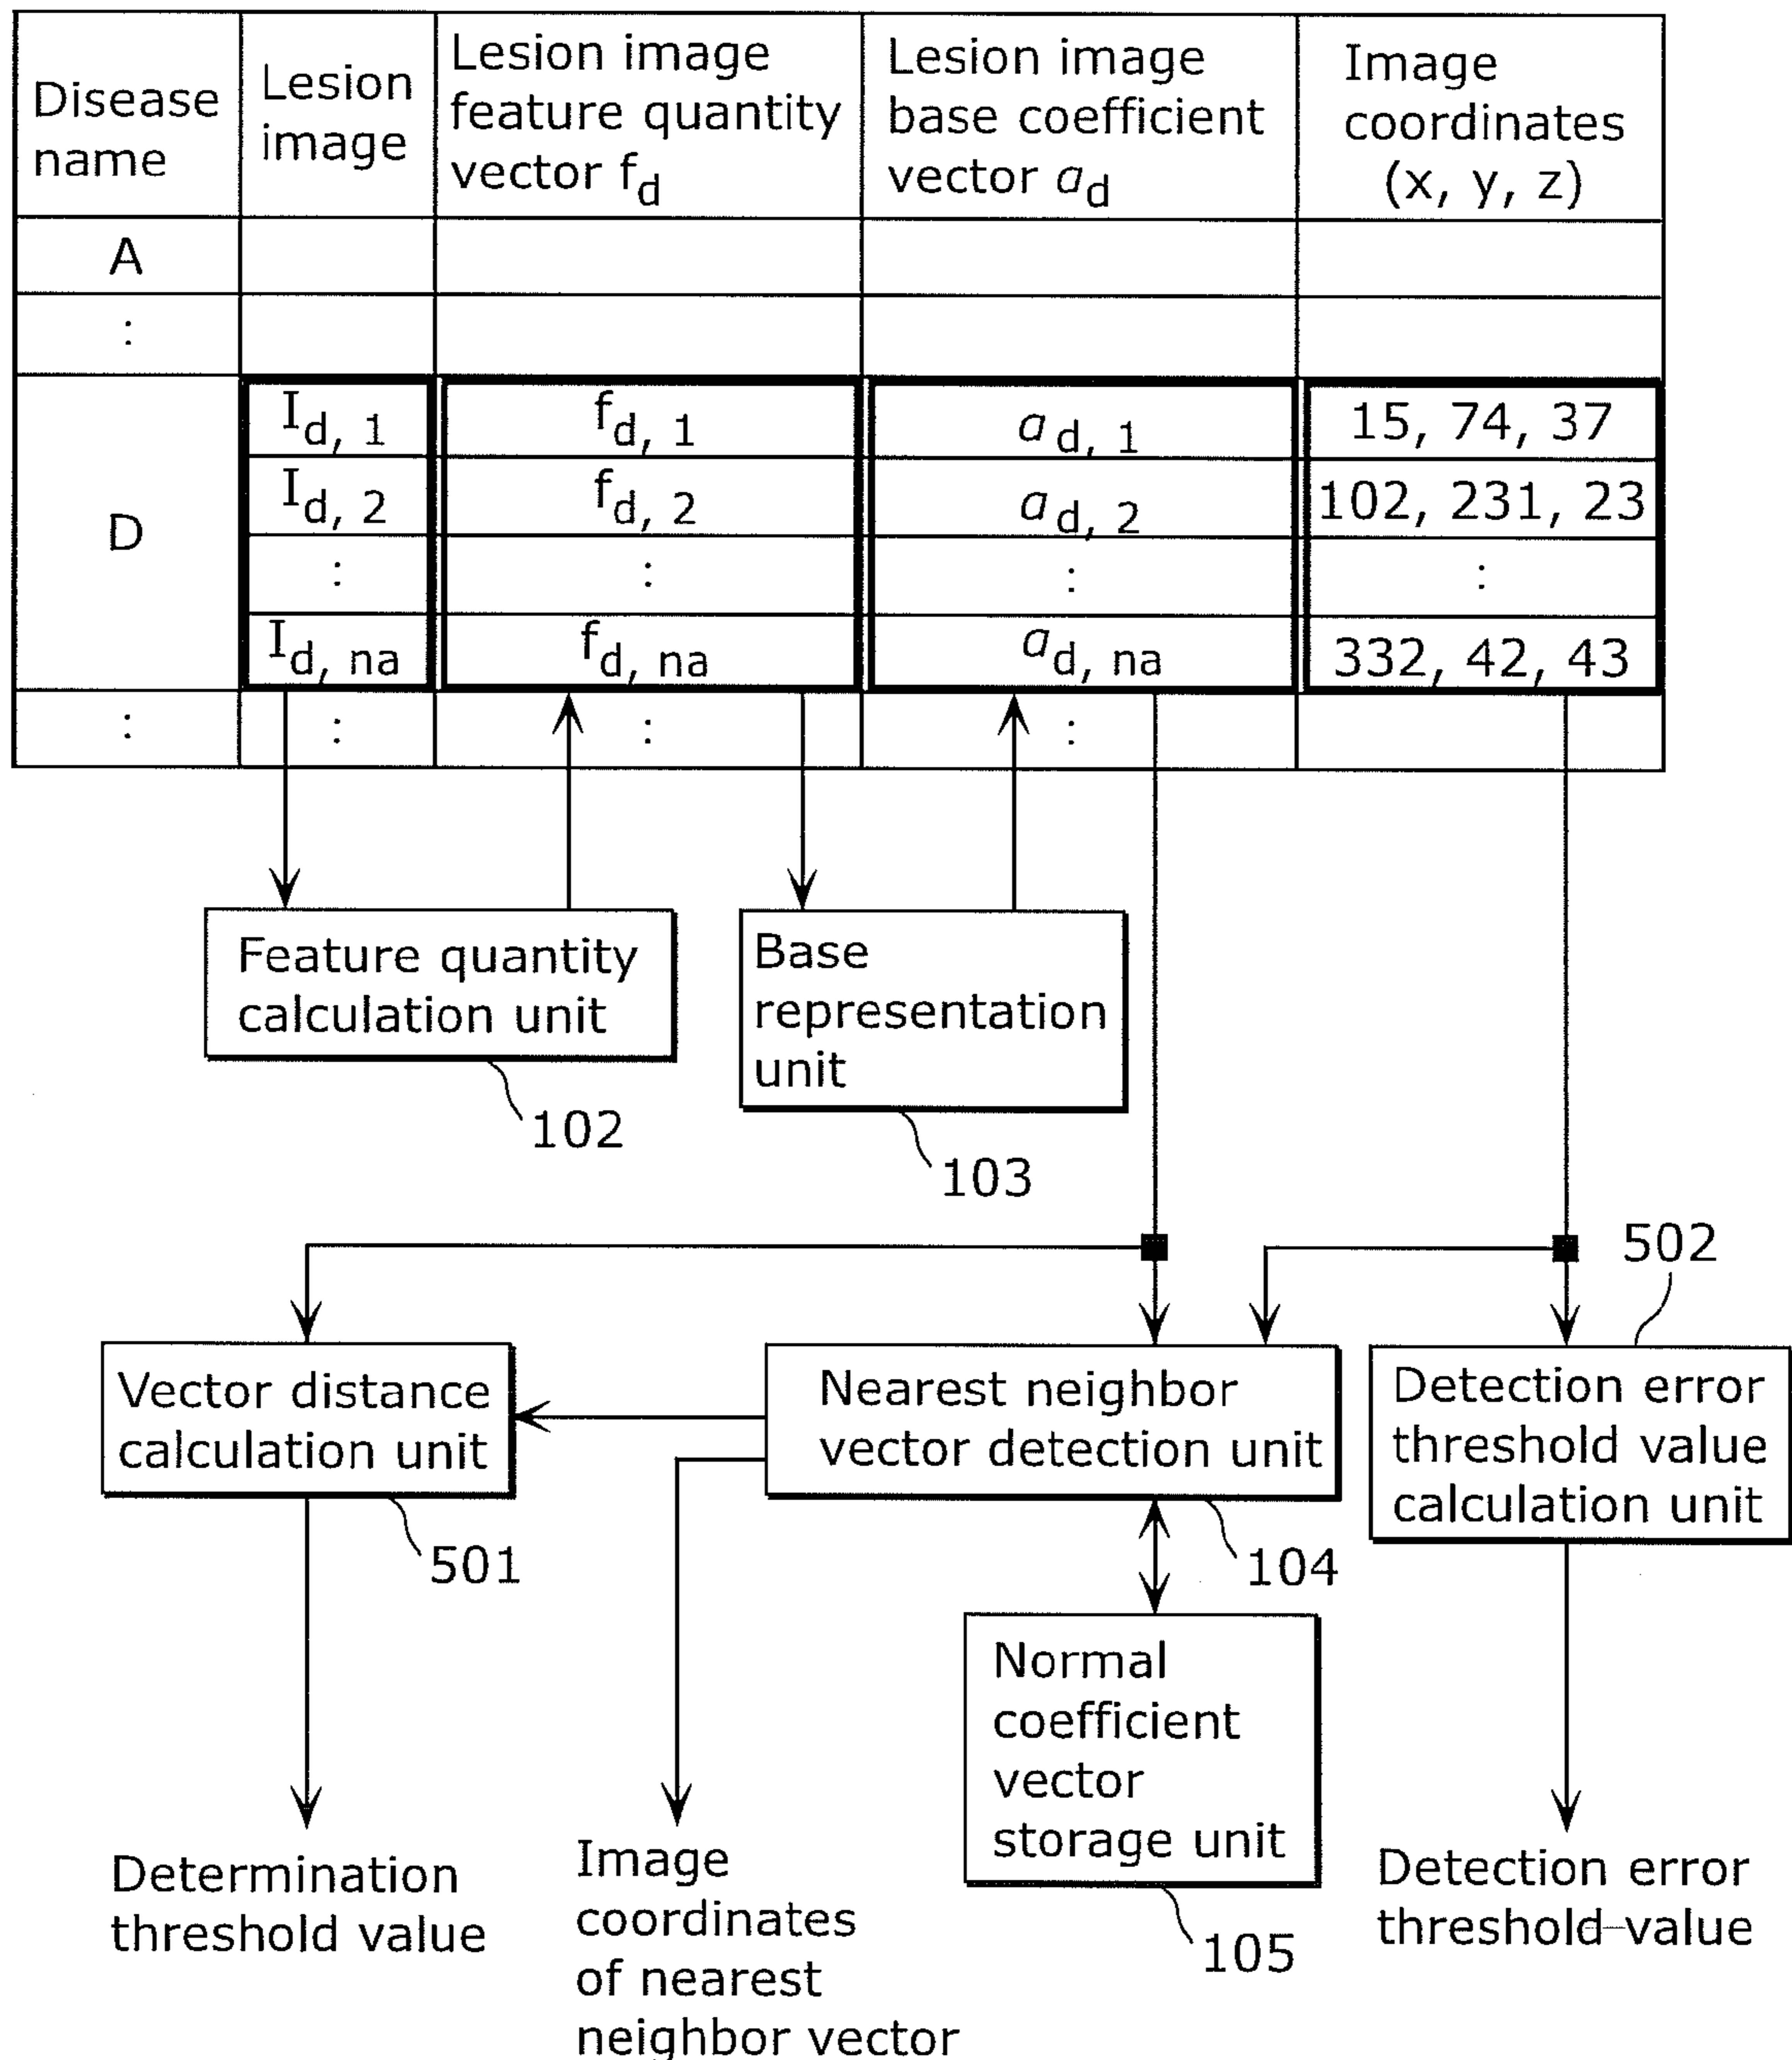 Disease
name
Lesion
image
Lesion image
feature quantity
vector fd
Lesion image
base coefficient
vector ad
Image
coordinates
(x, y, z)
A
:
D
Id, 1
fd, 1
ad, 1
15, 74, 37
Id, 2
fd, 2
ad, 2
102, 231, 23
:
:
:
:
Id, na
fd, na
ad, na
332, 42, 43
:
:
:
:
Feature quantity
calculation unit
102
Base
representation
unit
103
502
Vector distance
calculation unit
501
Nearest neighbor
vector detection unit
104
Detection error
threshold value
calculation unit
Normal
coefficient
vector
storage unit
105
Determination
threshold value
Image
coordinates
of nearest
neighbor vector
Detection error
threshold value